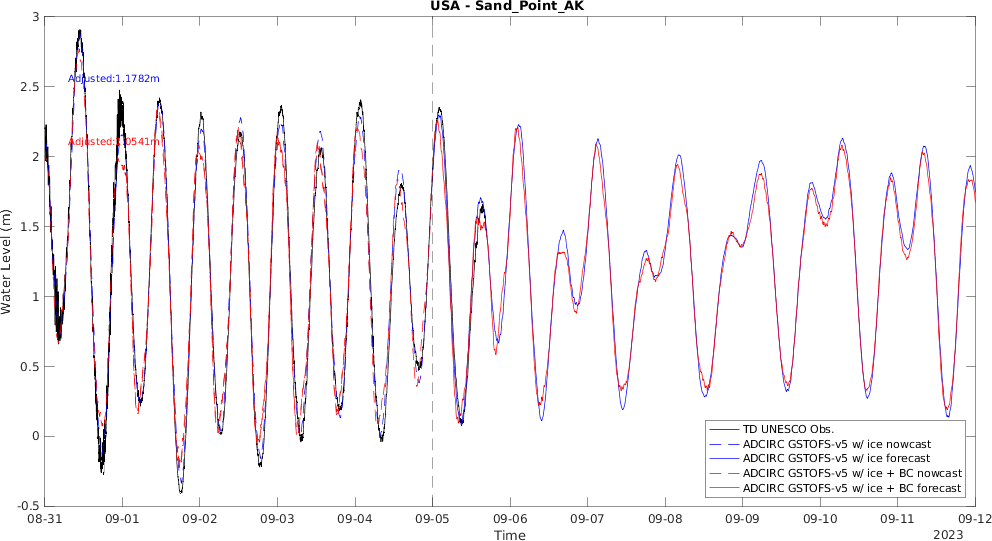 USA - Sand_Point_AK
3
2.5
2
1.5
1
0.5
0
-0.5
Water Level (m)
Adjusted:1.1782m
Adjusted:1.0541m
TD UNESCO Obs.
ADCIRC GSTOFS-v5 w/ ice nowcast
ADCIRC GSTOFS-v5 w/ ice forecast
ADCIRC GSTOFS-v5 w/ ice + BC nowcast
ADCIRC GSTOFS-v5 w/ ice + BC forecast
08-31 09-01 09-02 09-03 09-04 09-05 09-06 09-07 09-08 09-09 09-10 09-11 09-12
Time
2023